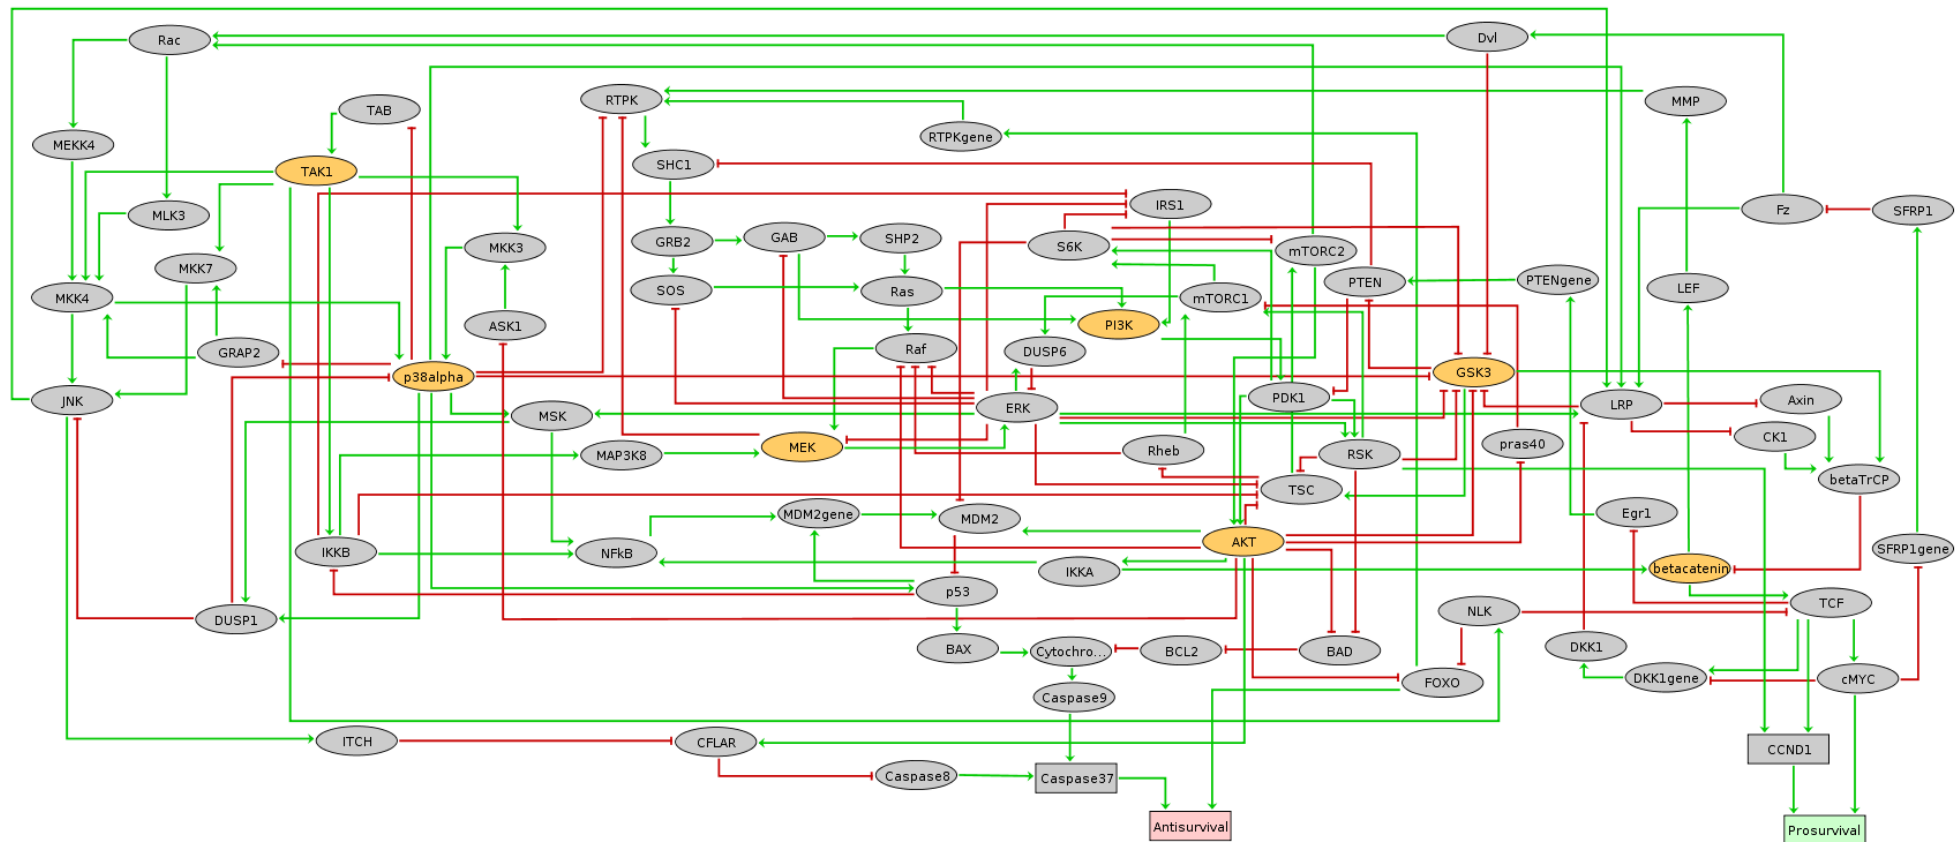 Rac
Dvl
TAB
RTPK
MMP
RTPKgene
MEKK4
TAK1
SHC1
MLK3
IRS1
Fz
SFRP1
GRB2
GAB
SHP2
S6K
MKK3
mTORC2
MKK7
PTEN
PTENgene
MKK4
SOS
Ras
mTORC1
LEF
ASK1
PI3K
GRAP2
Raf
DUSP6
p38alpha
GSK3
JNK
MSK
ERK
PDK1
LRP
Axin
MAP3K8
MEK
Rheb
RSK
pras40
CK1
TSC
betaTrCP
MDM2gene
MDM2
Egr1
IKKB
NFkB
AKT
SFRP1gene
IKKA
betacatenin
p53
DUSP1
NLK
TCF
BAX
Cytochro...
BCL2
BAD
DKK1
FOXO
DKK1gene
cMYC
Caspase9
ITCH
CFLAR
CCND1
Caspase8
Caspase37
Antisurvival
Prosurvival